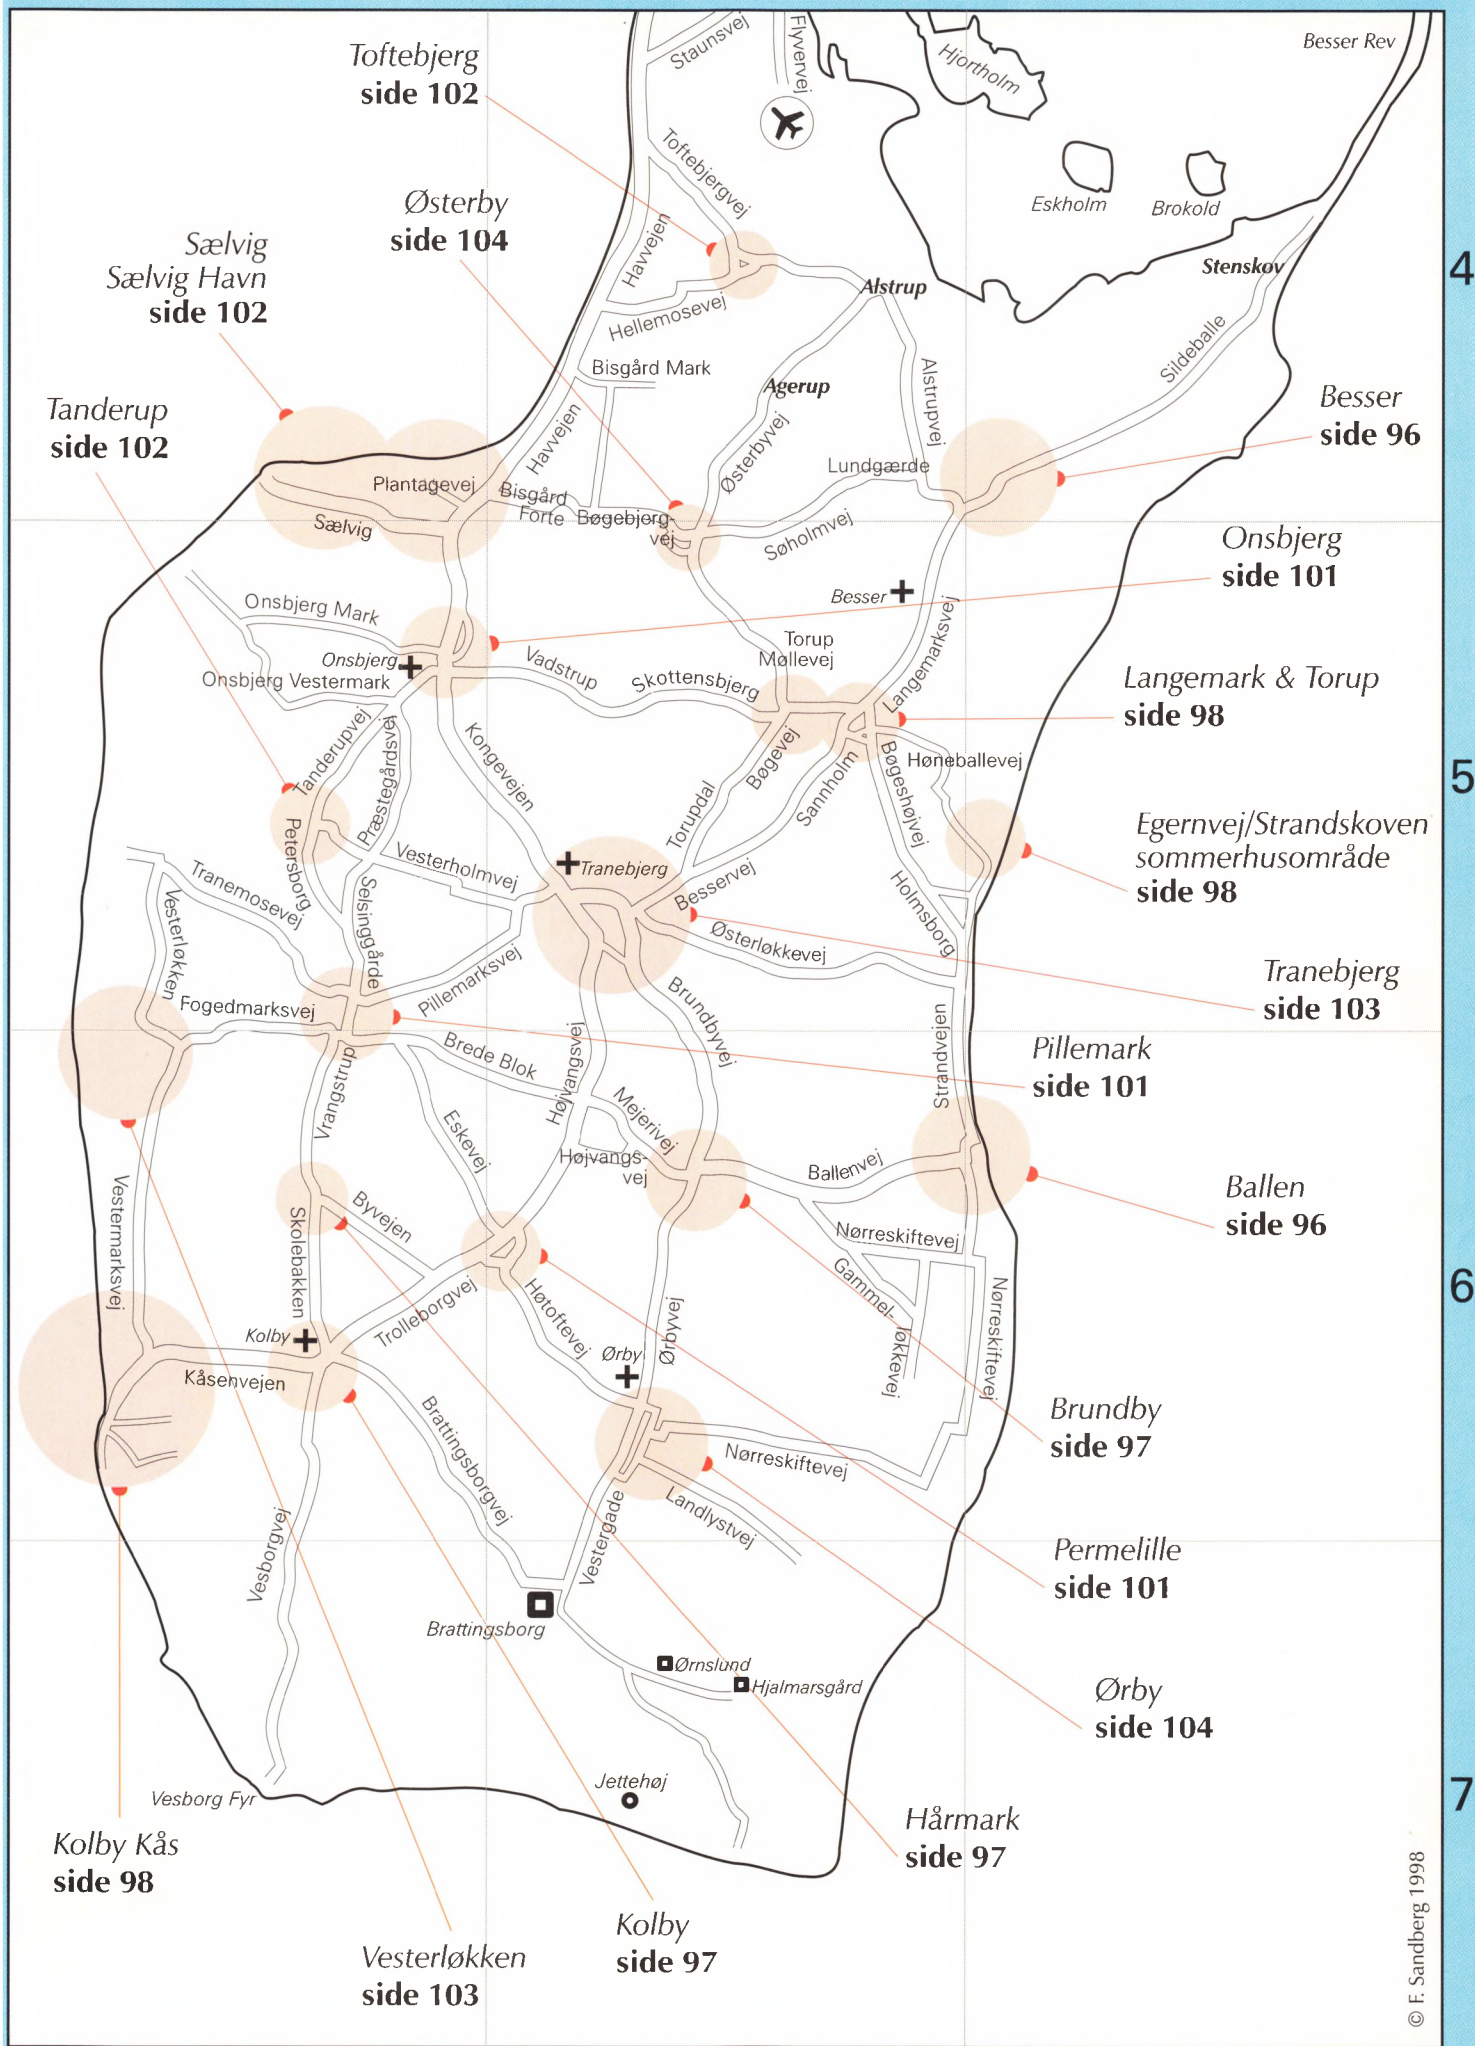 Toftebjerg
side 102
Østerby
side 104
Sælvig
Sælvig Havn
side 102
Tanderup
side 102
Staunsvej
Flyvervej
Hjortholm
Besser Rev
Eskholm
Brokold
Stenskov
Toftebjergvej
Havvejen
Hellemosevej
Alstrup
Bisgård Mark
Agerup
Alstrupvej
Sildeballe
Besser
side 96
Havvejen
Østerbyvej
Lundgærde
Plantagevej
Bisgård
Forte
Bøgebjerg-
vej
Sælvig
Søholmvej
Onsbjerg
side 101
Besser
Onsbjerg Mark
Onsbjerg
Onsbjerg Vestermark
Vadstrup
Skottensbjerg
Torup
Møllevej
Langemarksvej
Langemark & Torup
side 98
Tanderupvej
Præstegårdsvej
Kongevejen
Bøgevej
Torupdal
Sannholm
Bøgeshøjvej
Høneballevej
Egernvej/Strandskoven
sommerhusområde
side 98
Petersborg
Vesterholmvej
Tranebjerg
Besservej
Holmsborg
Tranemosevej
Vesterløkken
Selsinggårde
Østerløkkevej
Tranebjerg
side 103
Fogedmarksvej
Pillemarksvej
Brundbyvej
Strandvejen
Brede Blok
Højvangsvej
Pillemark
side 101
Vrangstrup
Eskevej
Mejerivej
Højvangs-
vej
Ballenvej
Ballen
side 96
Vestermarksvej
Skolebakken
Byvejen
Nørreskiftevej
Gammel-
løkkevej
Nørreskiftevej
Trolleborgvej
Høtoftevej
Ørbyvej
Kolby
Ørby
Kåsenvejen
Brattingsborgvej
Brundby
side 97
Nørreskiftevej
Landlystvej
Vestergade
Vesborgvej
Permelille
side 101
Brattingsborg
Ørnslund
Hjalmarsgård
Ørby
side 104
Vesborg Fyr
Jettehøj
Hårmark
side 97
Kolby Kås
side 98
Kolby
side 97
Vesterløkken
side 103
4
5
6
7
© F. Sandberg 1998